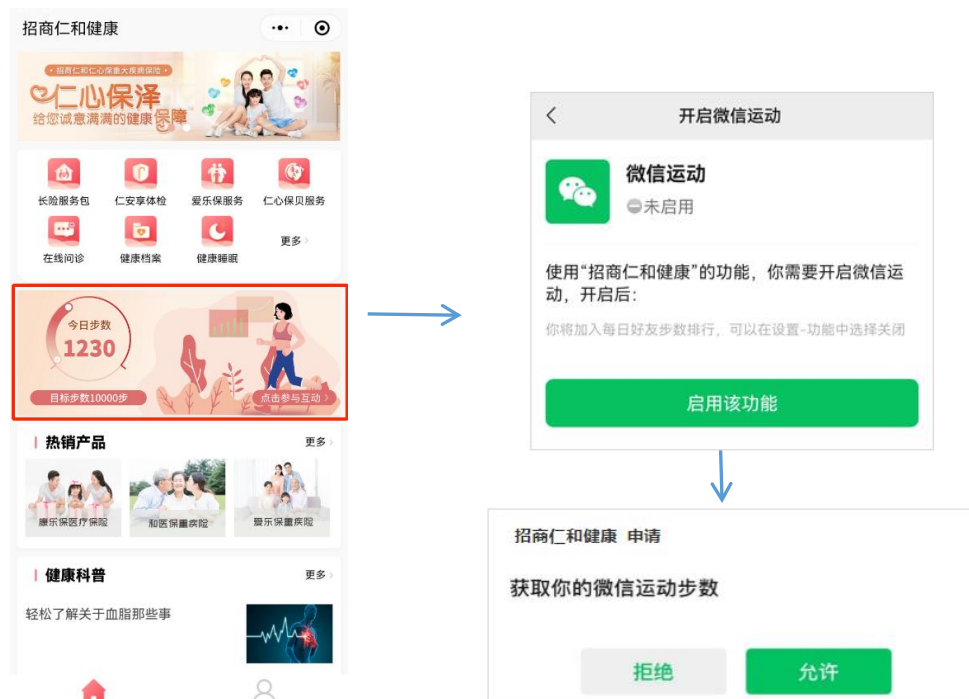 招商仁和健康
• 招商仁和仁心保重大疾病保险 •
仁心保泽
给您诚意满满的健康保障
长险服务包
仁安享体检
爱乐保服务
仁心保贝服务
在线问诊
健康档案
健康睡眠
更多
今日步数
1230
目标步数10000步
点击参与互动
热销产品
更多
康乐保医疗保险
和医保重疾险
爱乐保重疾险
健康科普
更多
轻松了解关于血脂那些事
开启微信运动
微信运动
未启用
使用“招商仁和健康”的功能，你需要开启微信运
动，开启后：
你将加入每日好友步数排行，可以在设置-功能中选择关闭
启用该功能
招商仁和健康 申请
获取你的微信运动步数
拒绝
允许